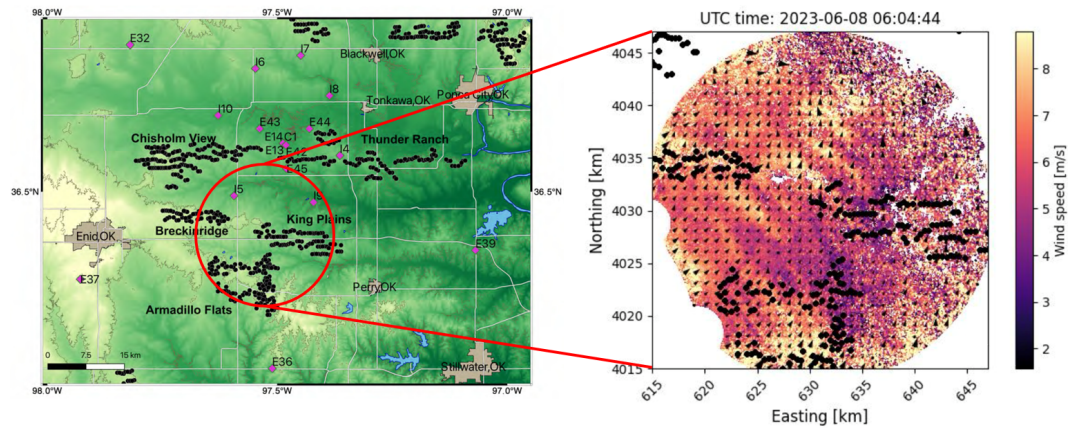 98.0°W
97.5°W
97.0°W
E32
I7
Blackwell,OK
I6
I8
Tonkawa,OK
Ponca City,OK
I10
E43
E44
Chisholm View
E14
C1
Thunder Ranch
E13
E42
I4
E45
36.5°N
36.5°N
I5
I9
King Plains
Breckinridge
Enid,OK
E39
E37
Perry,OK
Armadillo Flats
0
7.5
15 km
E36
Stillwater,OK
98.0°W
97.5°W
97.0°W
UTC time: 2023-06-08 06:04:44
4045
4040
4035
4030
4025
4020
4015
Northing [km]
615
620
625
630
635
640
645
Easting [km]
8
7
6
5
4
3
2
Wind speed [m/s]